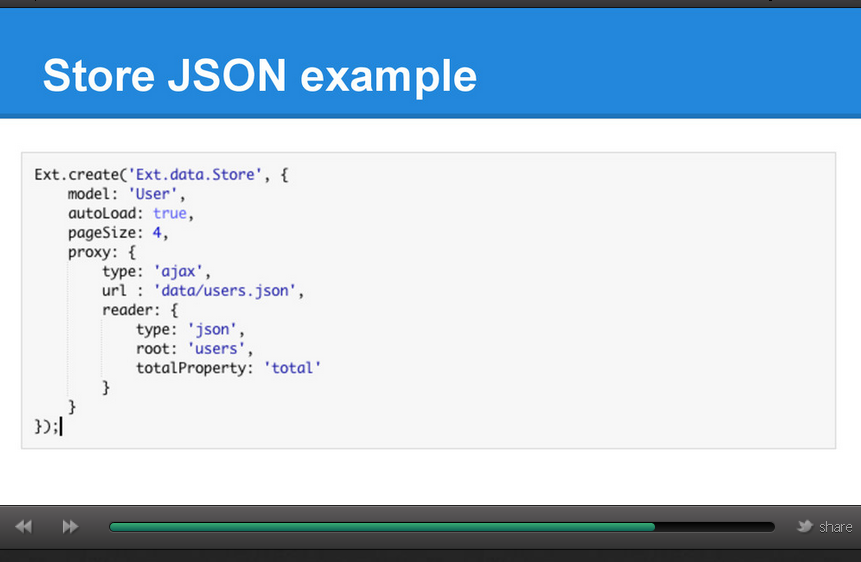 Store JSON example
Ext.create('Ext.data.Store', {
    model: 'User',
    autoLoad: true,
    pageSize: 4,
    proxy: {
        type: 'ajax',
        url : 'data/users.json',
        reader: {
            type: 'json',
            root: 'users',
            totalProperty: 'total'
        }
    }
});
share